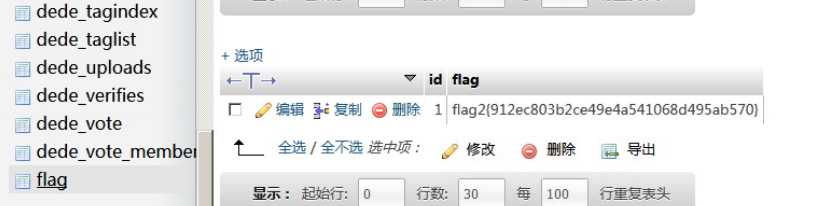 dede_tagindex
dede_taglist
dede_uploads
dede_verifies
dede_vote
dede_vote_member
flag
+ 选项
←T→ id flag
编辑 复制 删除 1 flag2{912ec803b2ce49e4a541068d495ab570}
全选 / 全不选 选中项： 修改 删除 导出
显示： 起始行: 0 行数: 30 每 100 行重复表头